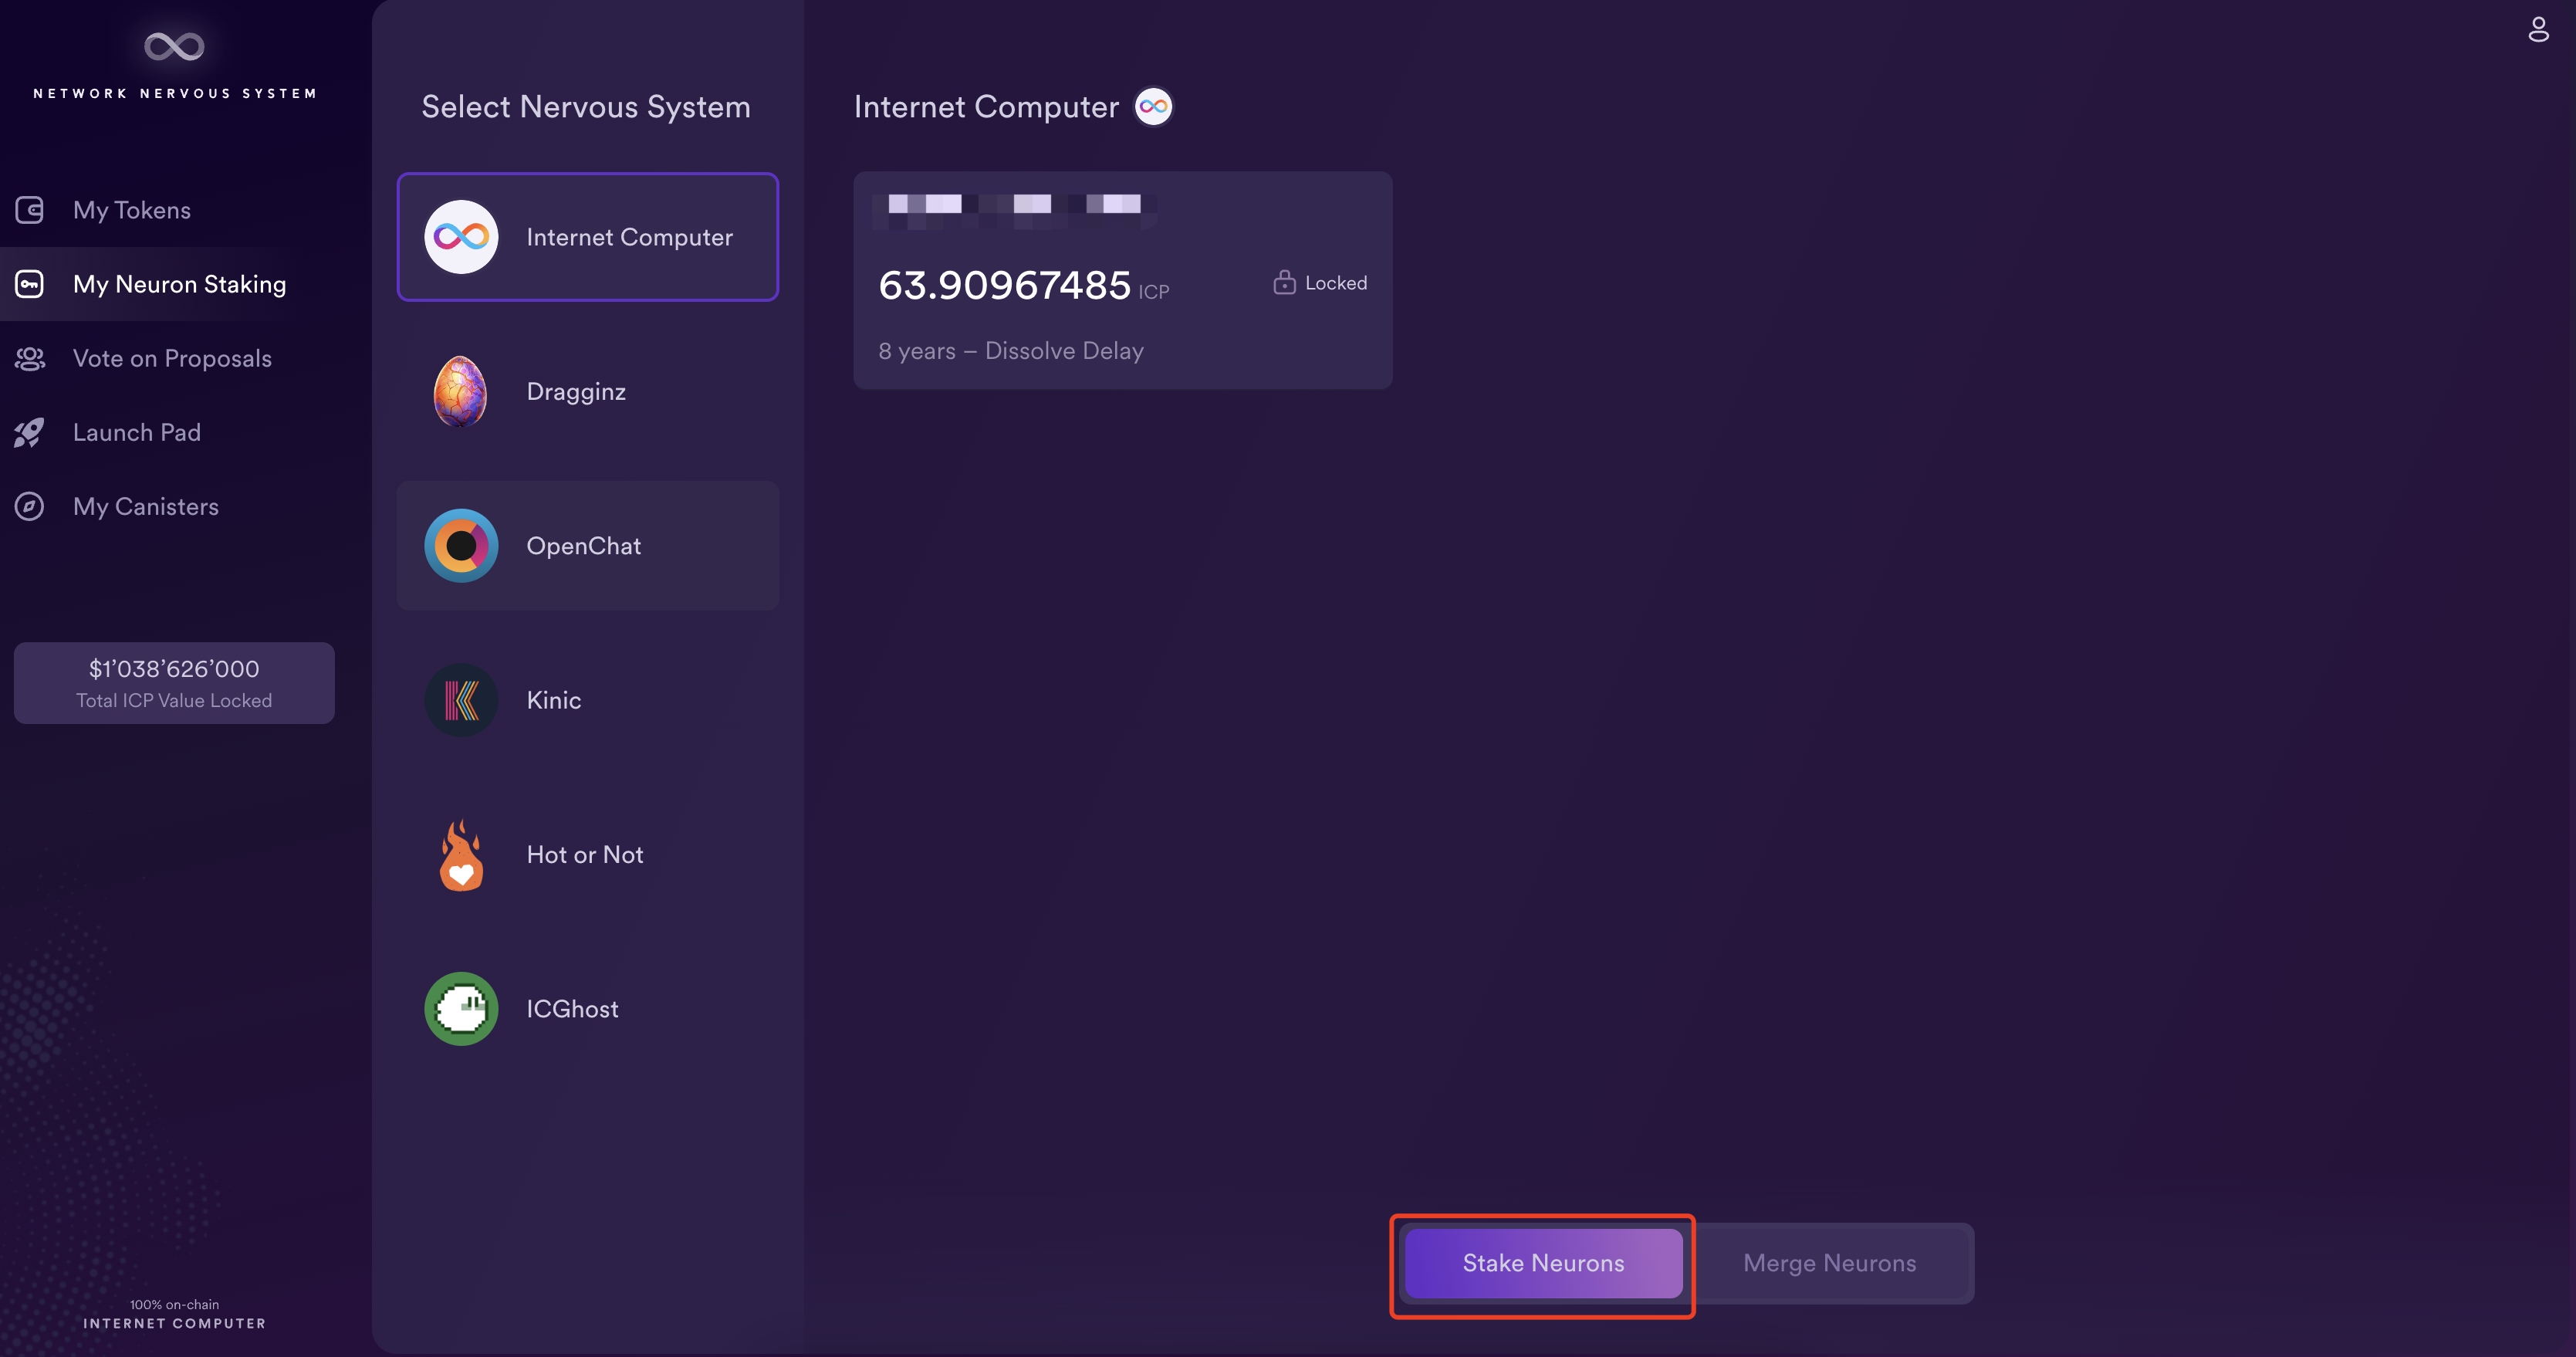 NETWORK NERVOUS SYSTEM
My Tokens
My Neuron Staking
Vote on Proposals
Launch Pad
My Canisters
$1’038’626’000
Total ICP Value Locked
100% on-chain
INTERNET COMPUTER
Select Nervous System
Internet Computer
Dragginz
OpenChat
Kinic
Hot or Not
ICGhost
Internet Computer
63.90967485 ICP
Locked
8 years – Dissolve Delay
Stake Neurons
Merge Neurons